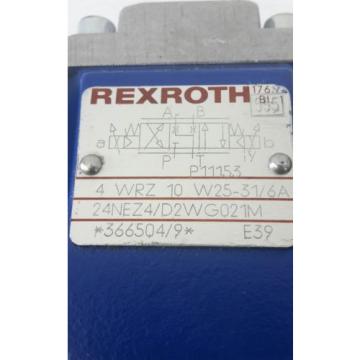 REXROTH
A B
a b
P T Y
P11153
4 WRZ 10 W25-31/6A
24NEZ4/D2WG021M
*366504/9* E39